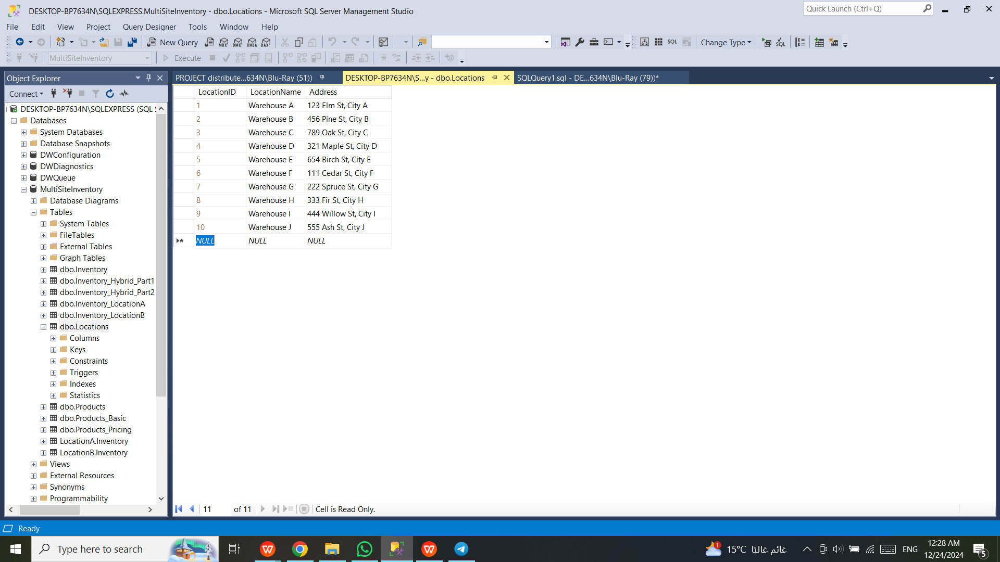 DESKTOP-BP7634N\SQLEXPRESS.MultiSiteInventory - dbo.Locations - Microsoft SQL Server Management Studio
Quick Launch (Ctrl+Q)
File Edit View Project Query Designer Tools Window Help
New Query MDX DMX XMLA DAX SQL Change Type SQL
MultiSiteInventory Execute
Object Explorer
Connect
DESKTOP-BP7634N\SQLEXPRESS (SQL S
Databases
System Databases
Database Snapshots
DWConfiguration
DWDiagnostics
DWQueue
MultiSiteInventory
Database Diagrams
Tables
System Tables
FileTables
External Tables
Graph Tables
dbo.Inventory
dbo.Inventory_Hybrid_Part1
dbo.Inventory_Hybrid_Part2
dbo.Inventory_LocationA
dbo.Inventory_LocationB
dbo.Locations
Columns
Keys
Constraints
Triggers
Indexes
Statistics
dbo.Products
dbo.Products_Basic
dbo.Products_Pricing
LocationA.Inventory
LocationB.Inventory
Views
External Resources
Synonyms
Programmability
PROJECT distribute...634N\Blu-Ray (51)) DESKTOP-BP7634N\S...y - dbo.Locations SQLQuery1.sql - DE...634N\Blu-Ray (79))*
LocationID LocationName Address
1 Warehouse A 123 Elm St, City A
2 Warehouse B 456 Pine St, City B
3 Warehouse C 789 Oak St, City C
4 Warehouse D 321 Maple St, City D
5 Warehouse E 654 Birch St, City E
6 Warehouse F 111 Cedar St, City F
7 Warehouse G 222 Spruce St, City G
8 Warehouse H 333 Fir St, City H
9 Warehouse I 444 Willow St, City I
10 Warehouse J 555 Ash St, City J
NULL NULL NULL
11 of 11 Cell is Read Only.
Ready
Type here to search
1 15°C غائم غالبًا ENG 12:28 AM
12/24/2024 5